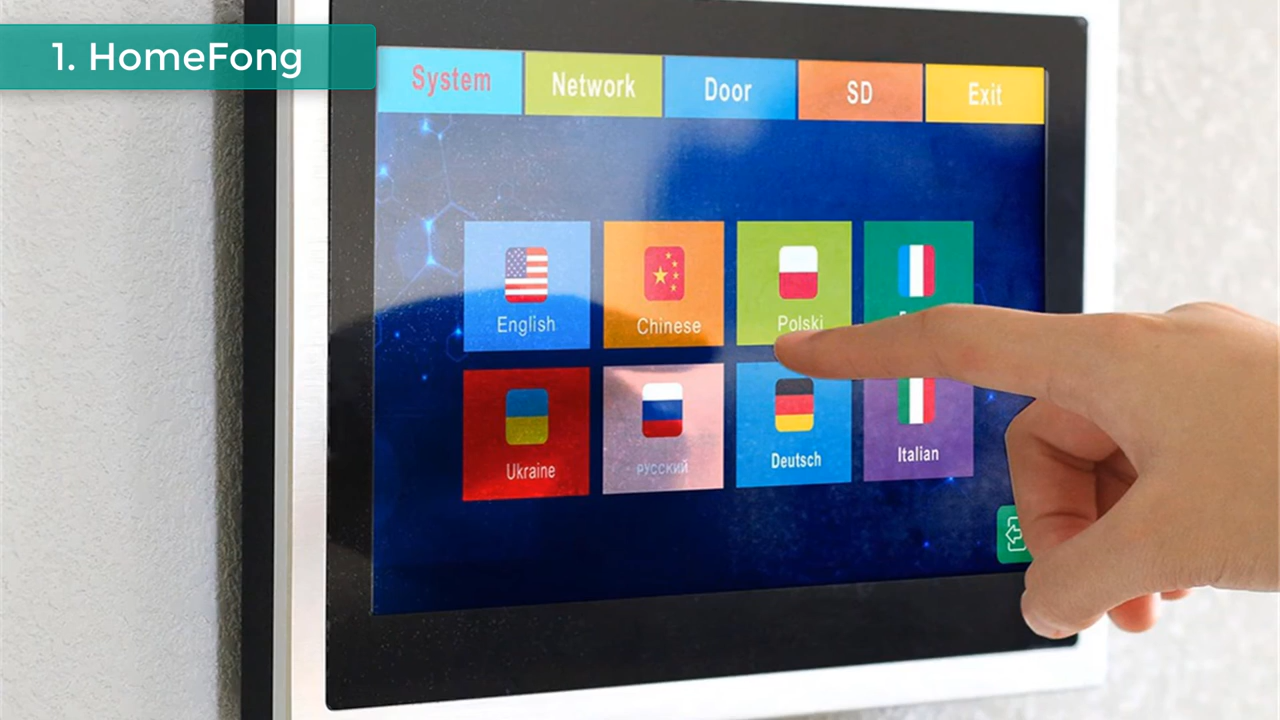 1. HomeFong
System
Network
Door
SD
Exit
English
Chinese
Polski
Ukraine
русский
Deutsch
Italian